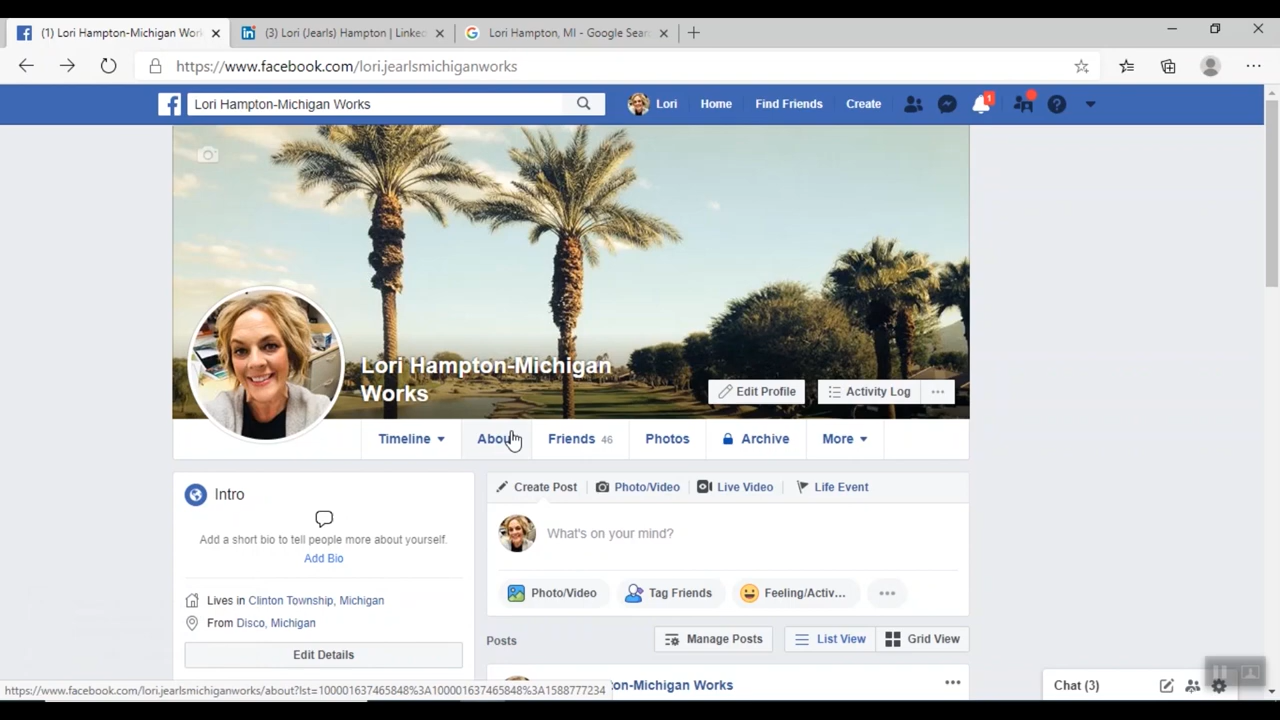 (1) Lori Hampton-Michigan Work
(3) Lori (Jearls) Hampton | Linked
Lori Hampton, MI - Google Sear
https://www.facebook.com/lori.jearlsmichiganworks
Lori Hampton-Michigan Works
Lori
Home
Find Friends
Create
1
Lori Hampton-Michigan
Works
Edit Profile
Activity Log
Timeline
About
Friends 46
Photos
Archive
More
Intro
Add a short bio to tell people more about yourself.
Add Bio
Lives in Clinton Township, Michigan
From Disco, Michigan
Edit Details
Create Post
Photo/Video
Live Video
Life Event
What's on your mind?
Photo/Video
Tag Friends
Feeling/Activ...
Posts
Manage Posts
List View
Grid View
on-Michigan Works
Chat (3)
https://www.facebook.com/lori.jearlsmichiganworks/about?lst=100001637465848%3A100001637465848%3A1588777234